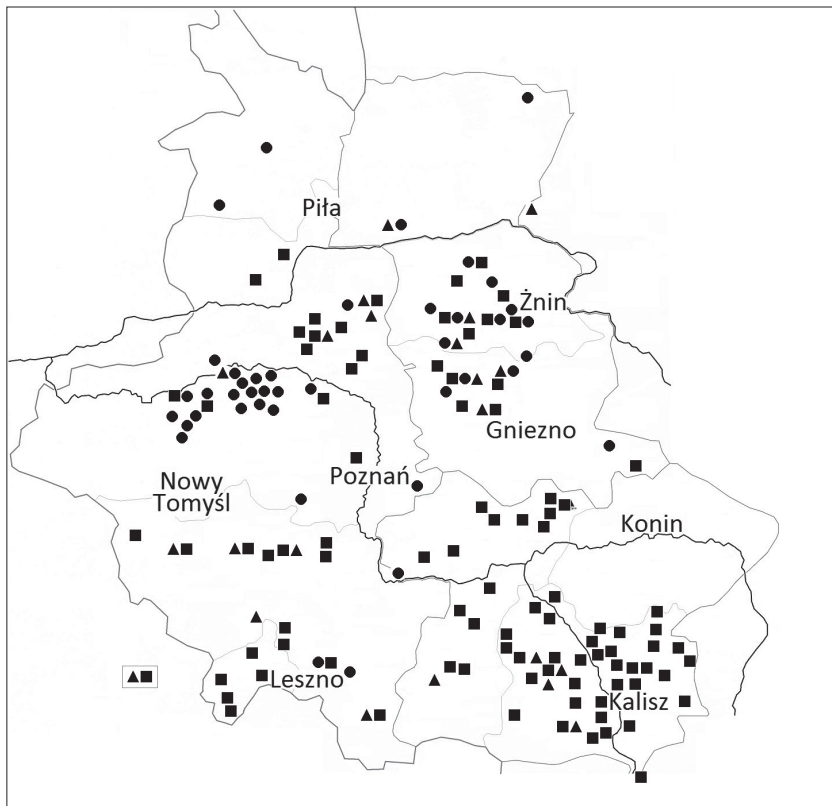 Piła
Żnin
Gniezno
Poznań
Nowy
Tomyśl
Konin
Leszno
Kalisz